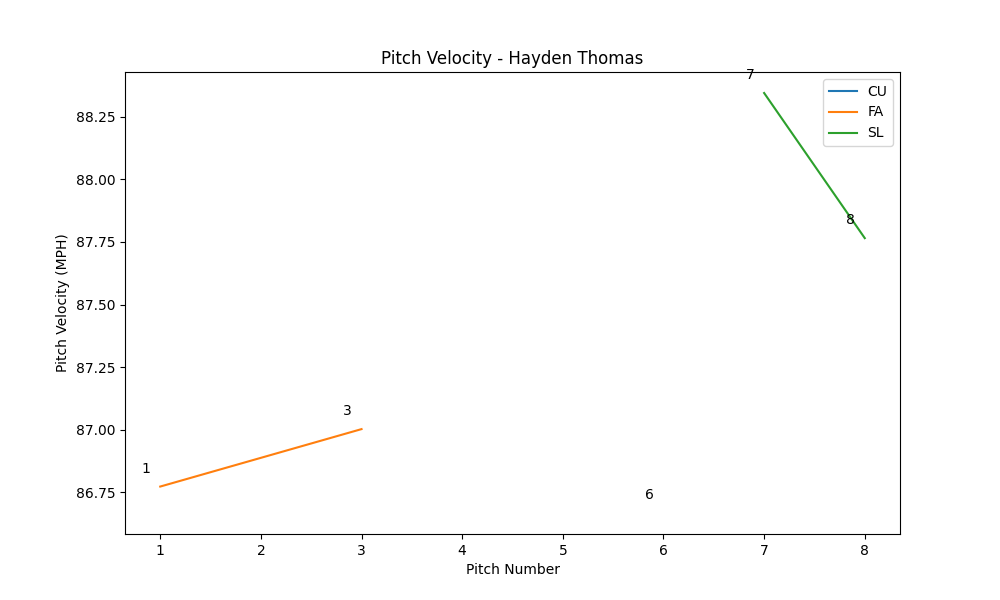 Pitch Velocity - Hayden Thomas
7
CU
FA
SL
88.25
88.00
8
87.75
Pitch Velocity (MPH)
87.50
87.25
3
87.00
1
86.75
6
1 2 3 4 5 6 7 8
Pitch Number